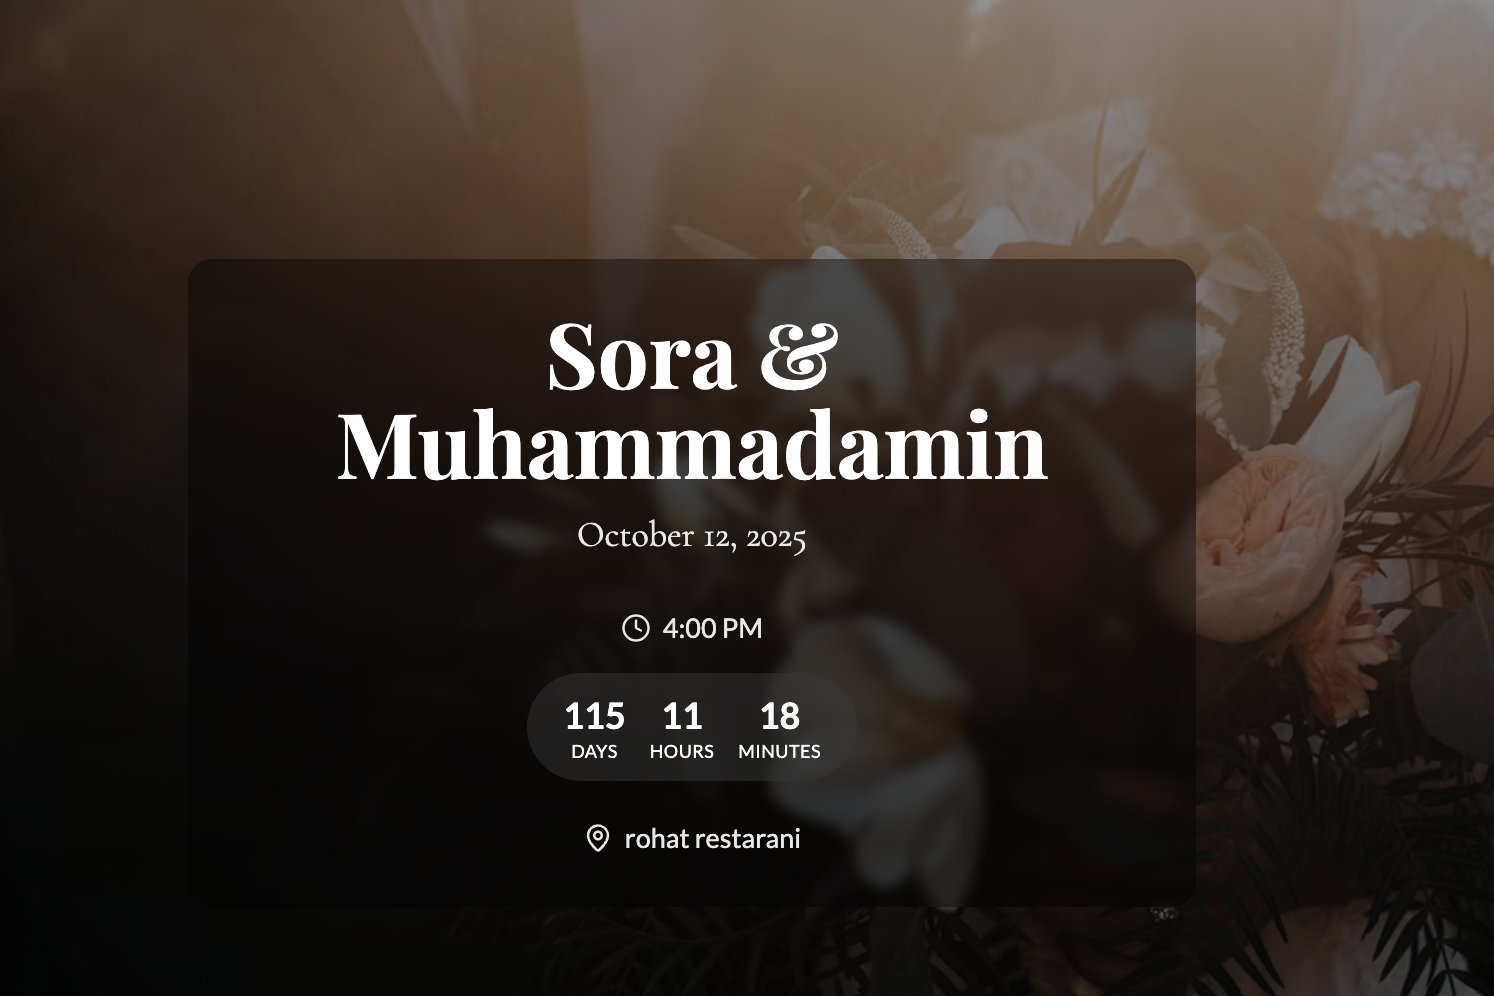 Sora &
Muhammadamin
October 12, 2025
4:00 PM
115 11 18
DAYS HOURS MINUTES
rohat restarani